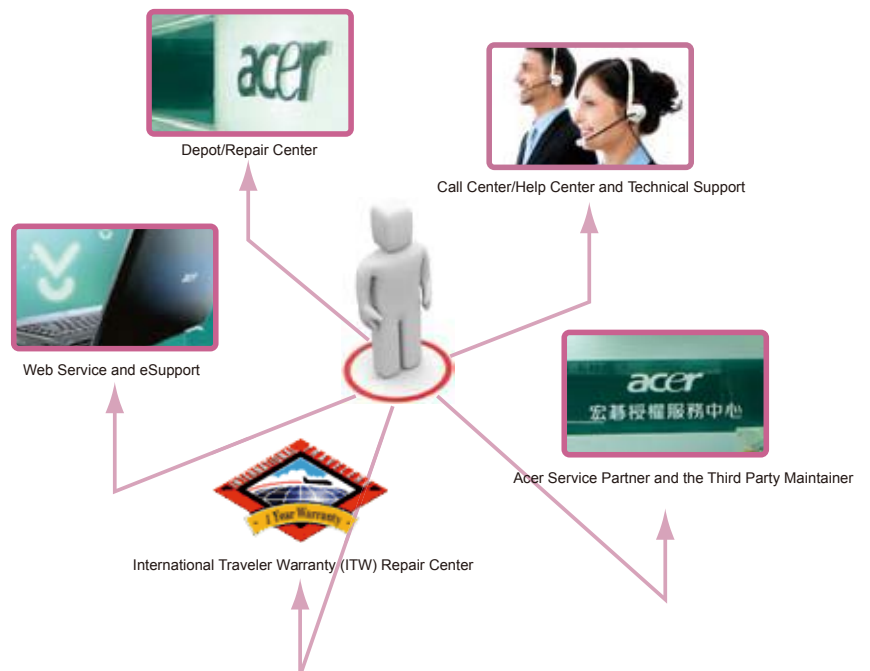 acer
Depot/Repair Center
Call Center/Help Center and Technical Support
acer
Web Service and eSupport
acer
宏碁授權服務中心
Acer Service Partner and the Third Party Maintainer
INTERNATIONAL TRAVELERS
1 Year Warranty
International Traveler Warranty (ITW) Repair Center